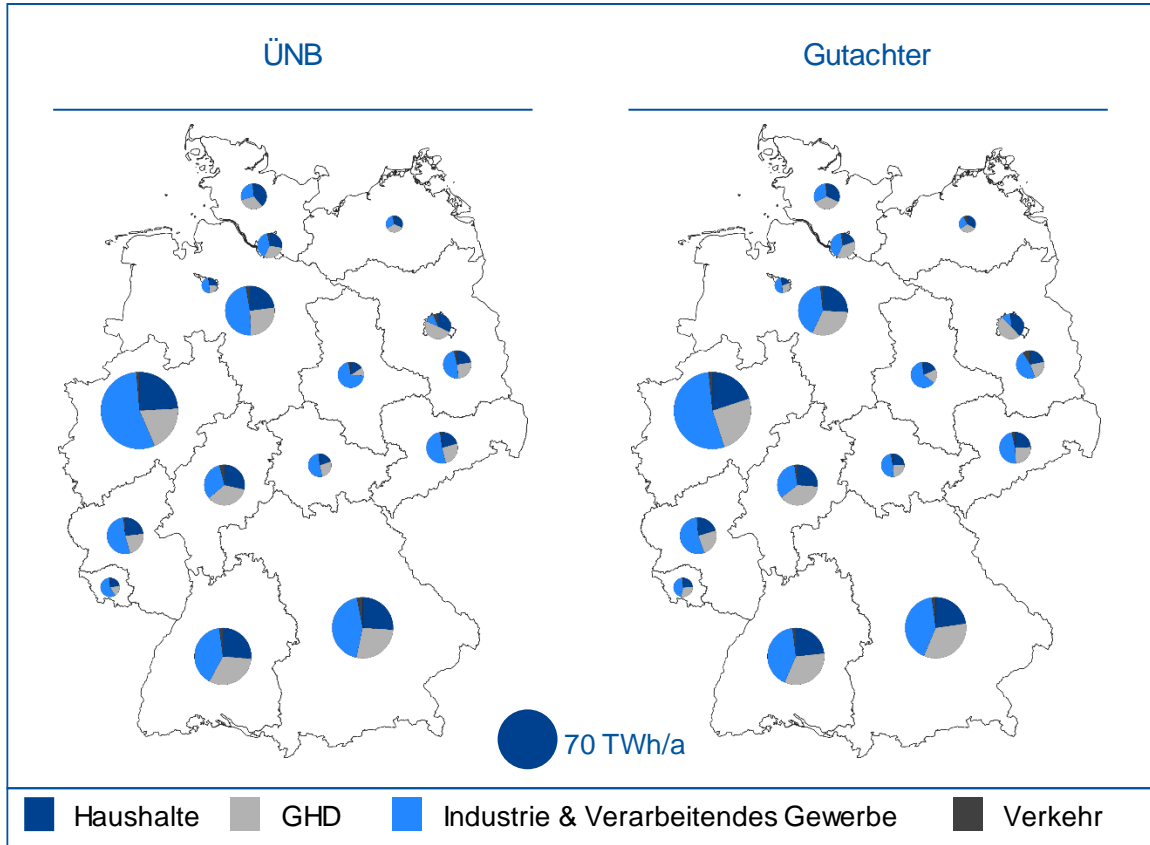 ÜNB
Gutachter
70 TWh/a
Haushalte
GHD
Industrie & Verarbeitendes Gewerbe
Verkehr